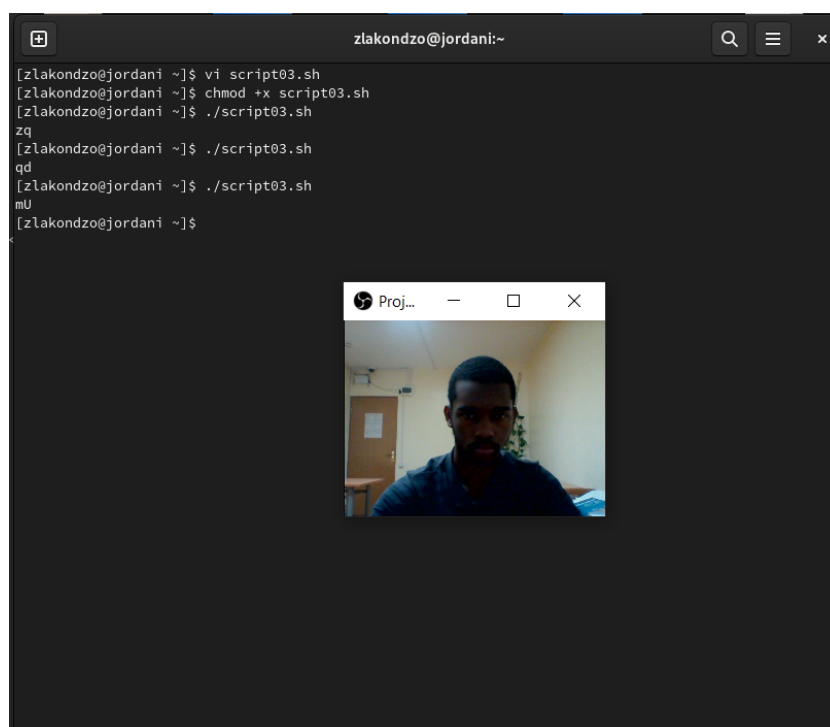 zlakondzo@jordani:~
[zlakondzo@jordani ~]$ vi script03.sh
[zlakondzo@jordani ~]$ chmod +x script03.sh
[zlakondzo@jordani ~]$ ./script03.sh
zq
[zlakondzo@jordani ~]$ ./script03.sh
qd
[zlakondzo@jordani ~]$ ./script03.sh
mU
[zlakondzo@jordani ~]$
Proj...